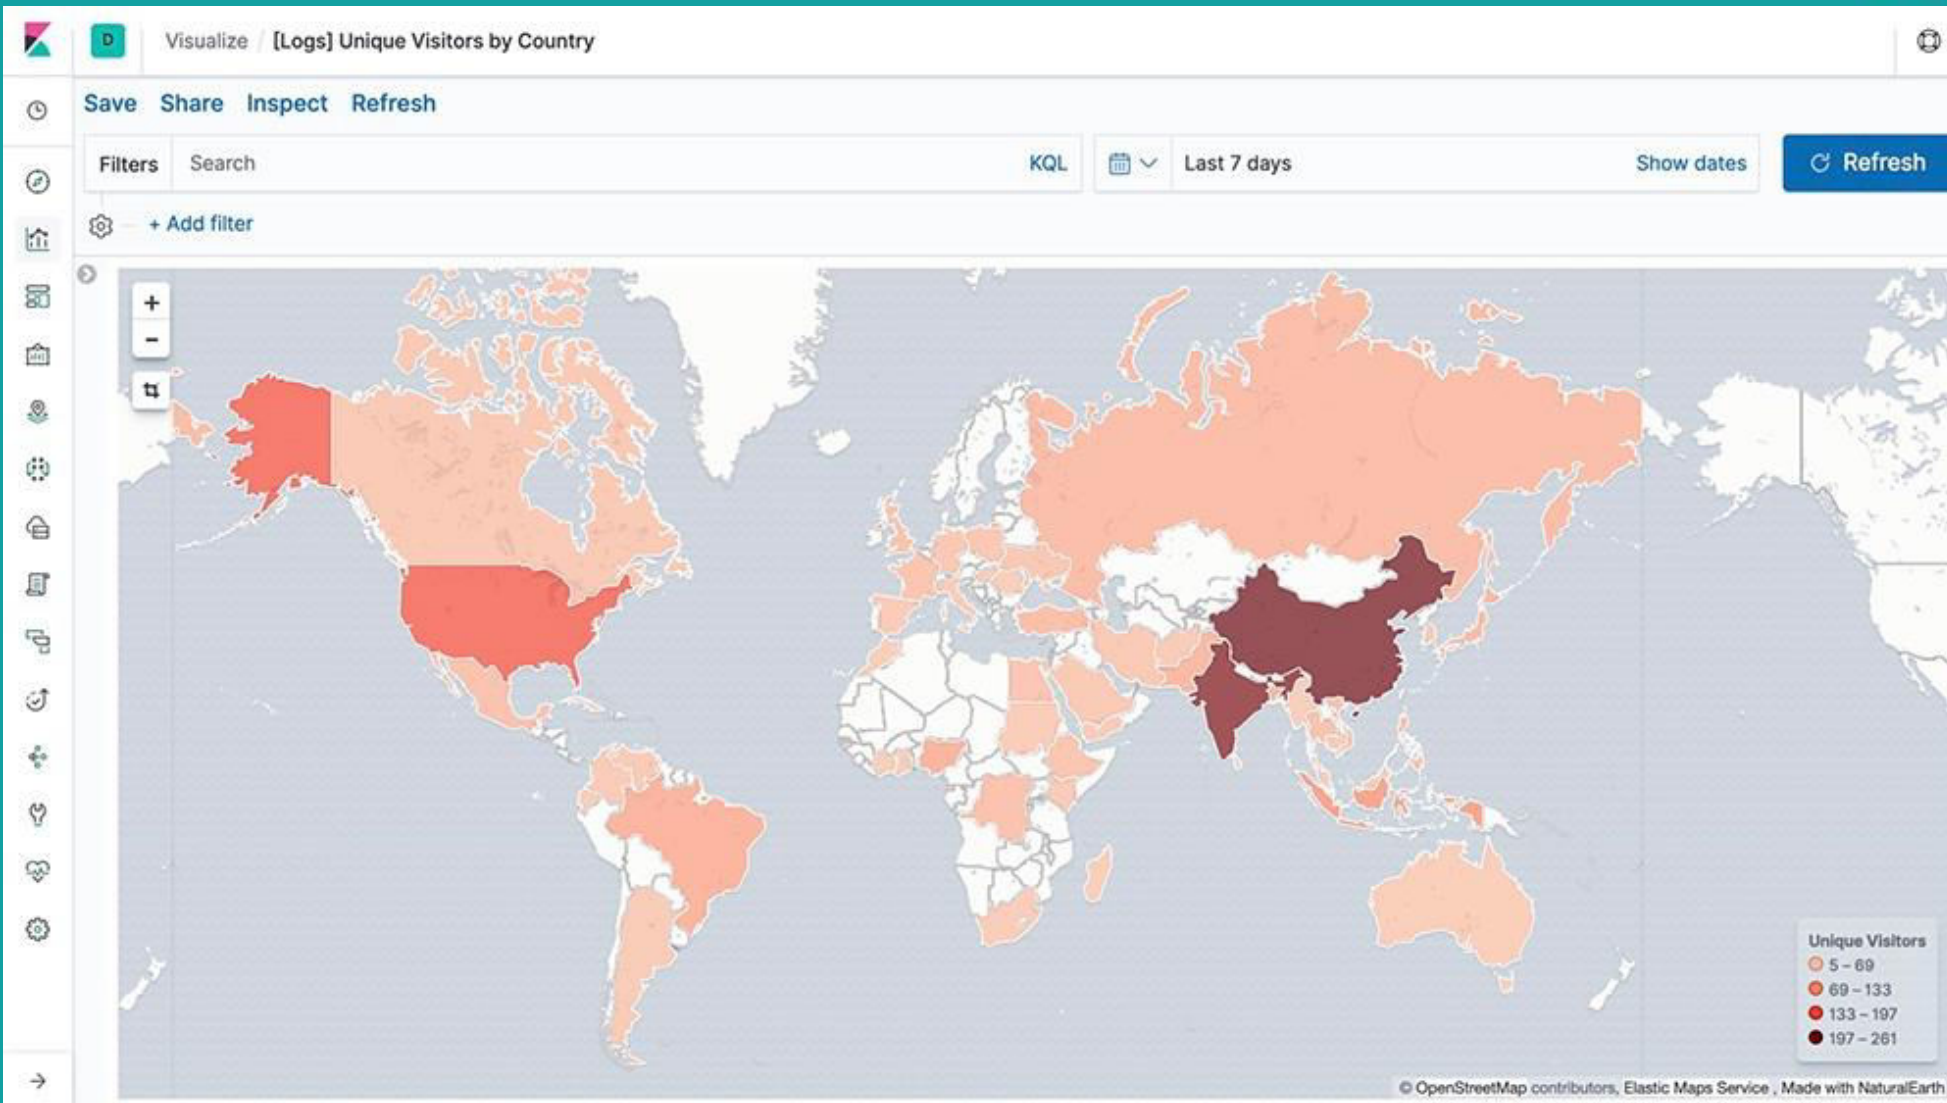 D Visualize / [Logs] Unique Visitors by Country
Save Share Inspect Refresh
Filters Search KQL Last 7 days Show dates Refresh
+ Add filter
+
−
Unique Visitors
5 – 69
69 – 133
133 – 197
197 – 261
© OpenStreetMap contributors, Elastic Maps Service , Made with NaturalEarth